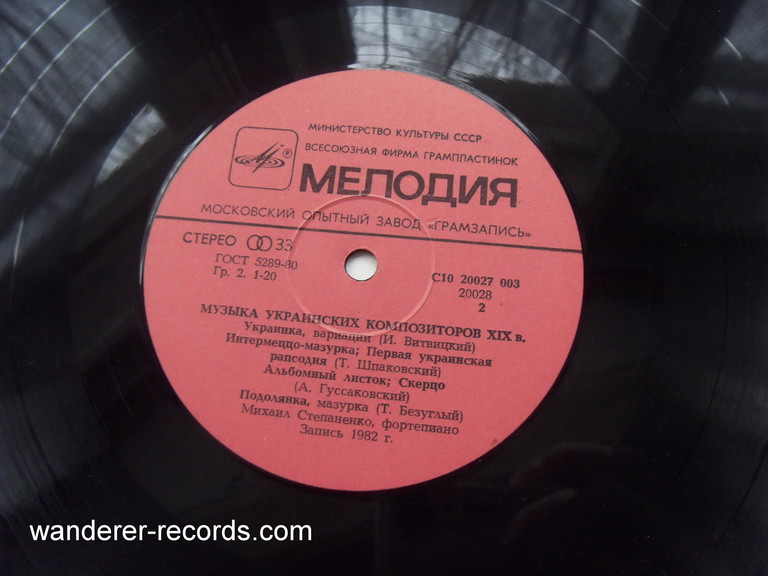 МИНИСТЕРСТВО КУЛЬТУРЫ СССР
ВСЕСОЮЗНАЯ ФИРМА ГРАМПЛАСТИНОК
®
МЕЛОДИЯ
МОСКОВСКИЙ ОПЫТНЫЙ ЗАВОД «ГРАМЗАПИСЬ»
СТЕРЕО 33
ГОСТ 5289-80
Гр. 2. 1-20
С10 20027 003
20028
2
МУЗЫКА УКРАИНСКИХ КОМПОЗИТОРОВ XIX в.
Украинка, вариации (И. Витвицкий)
Интермеццо-мазурка; Первая украинская
рапсодия (Т. Шпаковский)
Альбомный листок; Скерцо
(А. Гуссаковский)
Подолянка, мазурка (Т. Безуглый)
Михаил Степаненко, фортепиано
Запись 1982 г.
wanderer-records.com